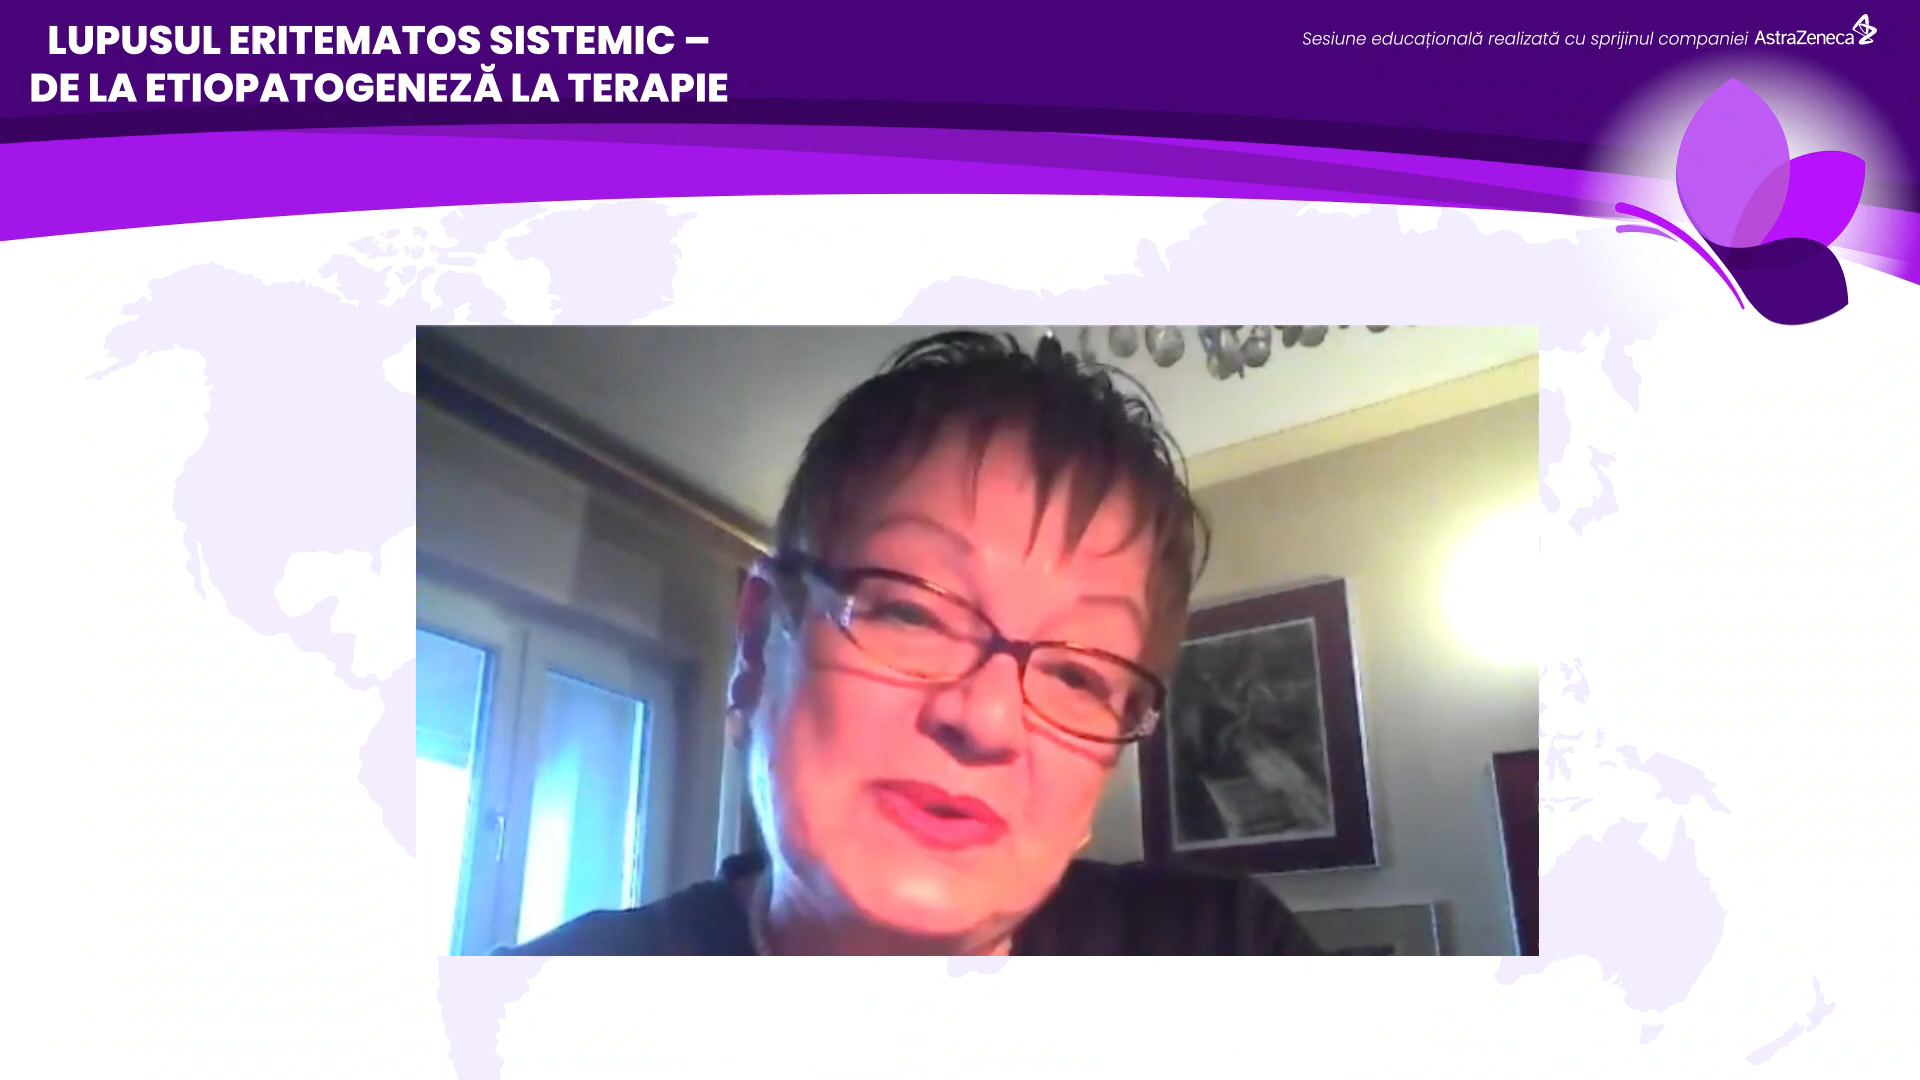 LUPUSUL ERITEMATOS SISTEMIC –
DE LA ETIOPATOGENEZĂ LA TERAPIE
Sesiune educațională realizată cu sprijinul companiei AstraZeneca